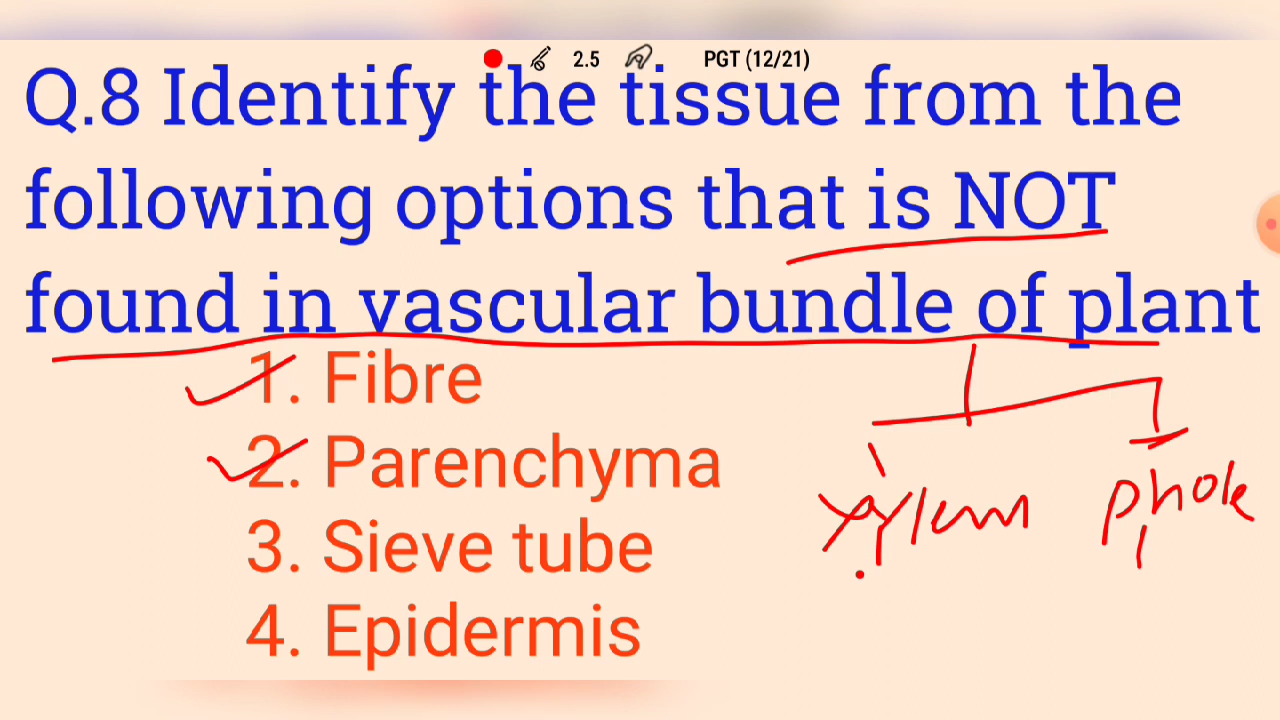 2.5 PGT (12/21)
Q.8 Identify the tissue from the
following options that is NOT
found in vascular bundle of plant
1. Fibre
2. Parenchyma
3. Sieve tube
4. Epidermis
xylem phole